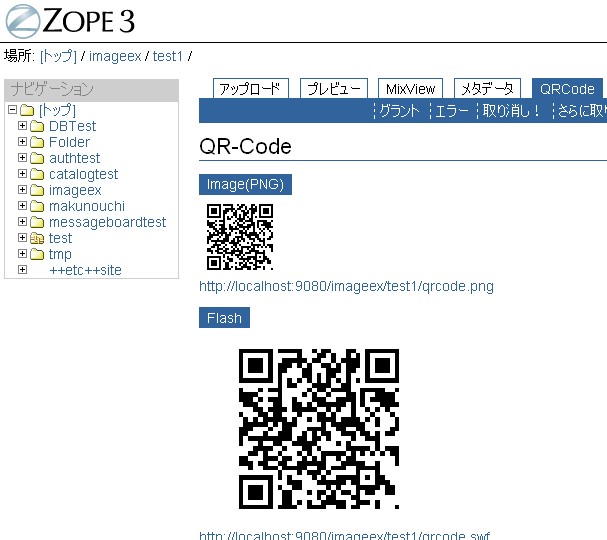 ZOPE 3
場所: [トップ] / imageex / test1 /
ナビゲーション
[トップ]
DBTest
Folder
authtest
catalogtest
imageex
makunouchi
messageboardtest
test
tmp
++etc++site
アップロード プレビュー MixView メタデータ QRCode
グラント エラー 取り消し！ さらに取り
QR-Code
Image(PNG)
http://localhost:9080/imageex/test1/qrcode.png
Flash
http://localhost:9080/imageex/test1/qrcode.swf